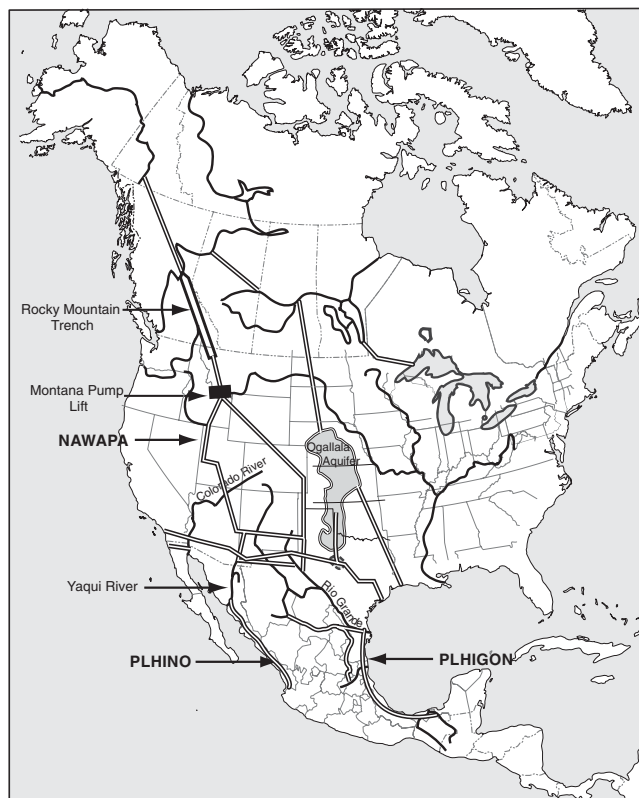 Rocky Mountain
Trench
Montana Pump
Lift
NAWAPA
Ogallala
Aquifer
Colorado River
Yaqui River
Rio Grande
PLHINO
PLHIGON